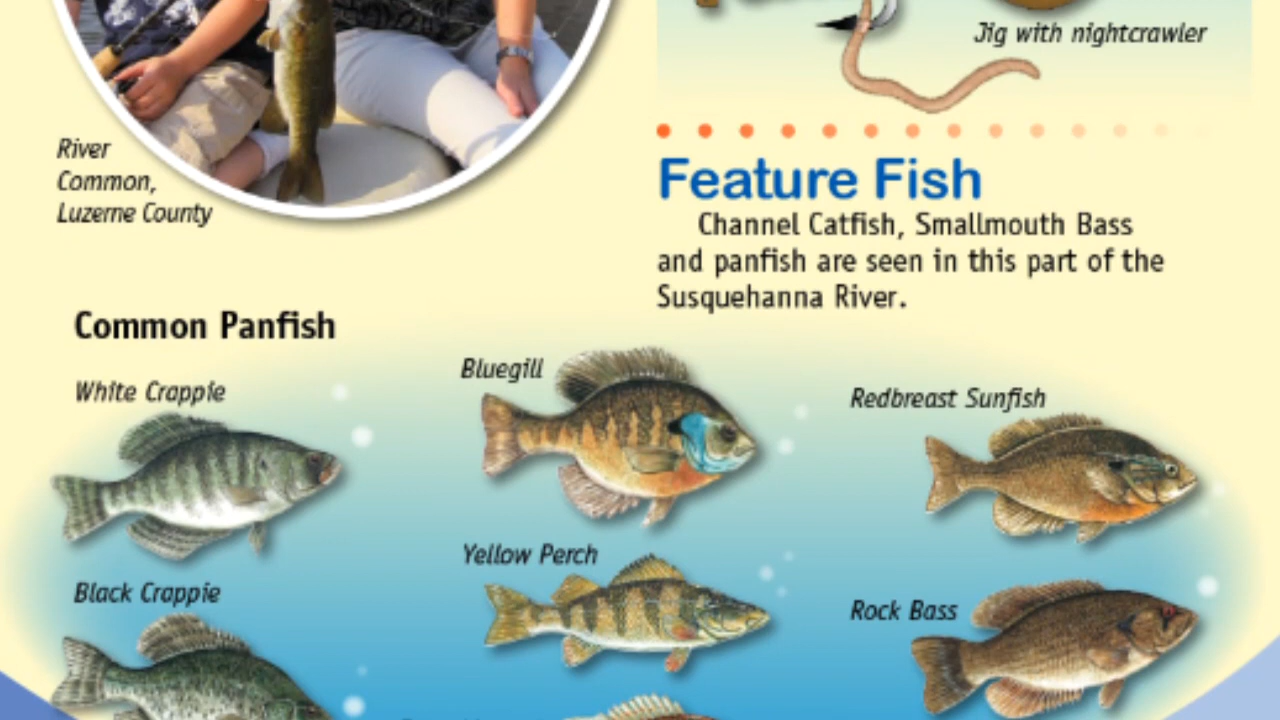 Jig with nightcrawler
River
Common,
Luzerne County
Feature Fish
Channel Catfish, Smallmouth Bass
and panfish are seen in this part of the
Susquehanna River.
Common Panfish
White Crappie
Bluegill
Redbreast Sunfish
Yellow Perch
Black Crappie
Rock Bass